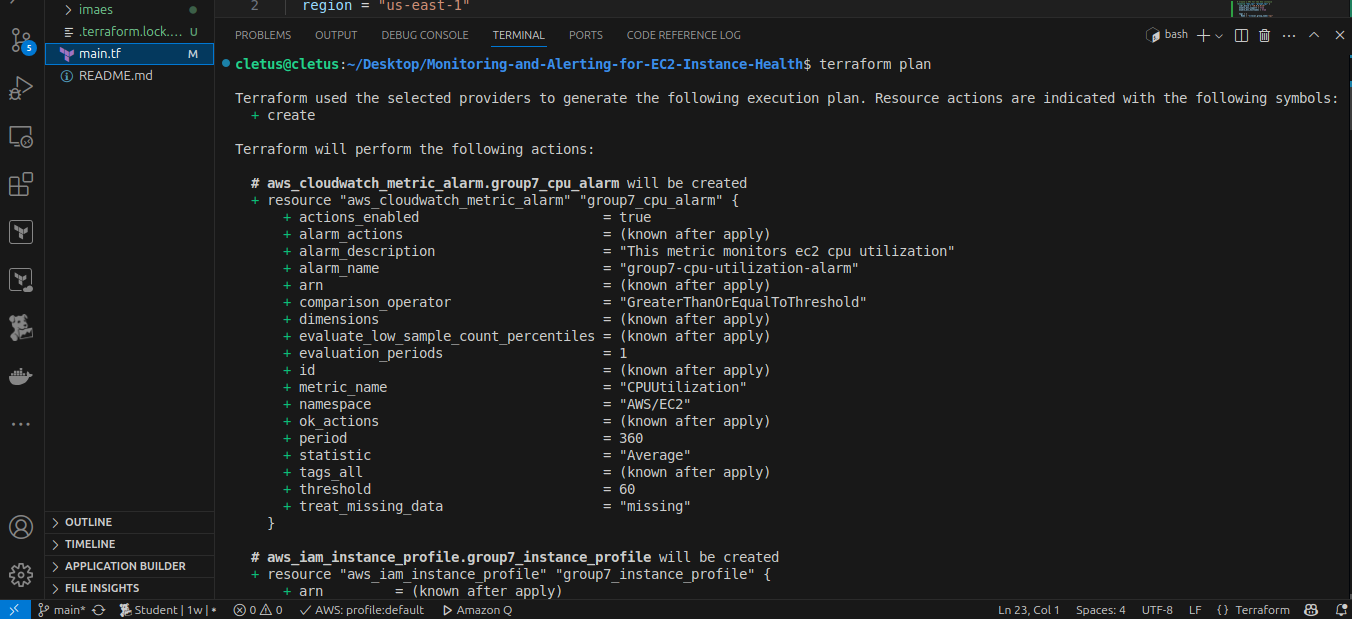 imaes
.terraform.lock.... U
main.tf M
README.md
5
OUTLINE
TIMELINE
APPLICATION BUILDER
FILE INSIGHTS
2 region = "us-east-1"
PROBLEMS OUTPUT DEBUG CONSOLE TERMINAL PORTS CODE REFERENCE LOG bash
cletus@cletus:~/Desktop/Monitoring-and-Alerting-for-EC2-Instance-Health$ terraform plan
Terraform used the selected providers to generate the following execution plan. Resource actions are indicated with the following symbols:
+ create
Terraform will perform the following actions:
# aws_cloudwatch_metric_alarm.group7_cpu_alarm will be created
+ resource "aws_cloudwatch_metric_alarm" "group7_cpu_alarm" {
+ actions_enabled = true
+ alarm_actions = (known after apply)
+ alarm_description = "This metric monitors ec2 cpu utilization"
+ alarm_name = "group7-cpu-utilization-alarm"
+ arn = (known after apply)
+ comparison_operator = "GreaterThanOrEqualToThreshold"
+ dimensions = (known after apply)
+ evaluate_low_sample_count_percentiles = (known after apply)
+ evaluation_periods = 1
+ id = (known after apply)
+ metric_name = "CPUUtilization"
+ namespace = "AWS/EC2"
+ ok_actions = (known after apply)
+ period = 360
+ statistic = "Average"
+ tags_all = (known after apply)
+ threshold = 60
+ treat_missing_data = "missing"
}
# aws_iam_instance_profile.group7_instance_profile will be created
+ resource "aws_iam_instance_profile" "group7_instance_profile" {
+ arn = (known after apply)
main* Student | 1w | • 0 0 AWS: profile:default Amazon Q Ln 23, Col 1 Spaces: 4 UTF-8 LF {} Terraform